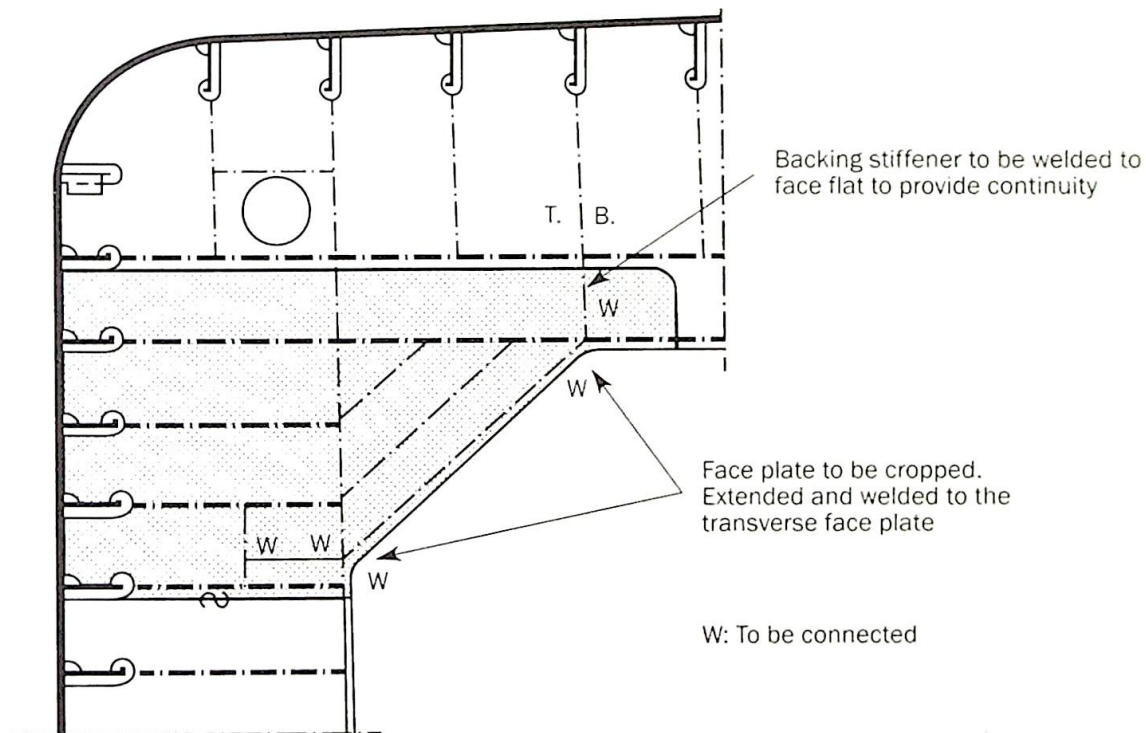 Backing stiffener to be welded to
face flat to provide continuity
T. B.
W
W
Face plate to be cropped.
Extended and welded to the
transverse face plate
W W
W
W: To be connected